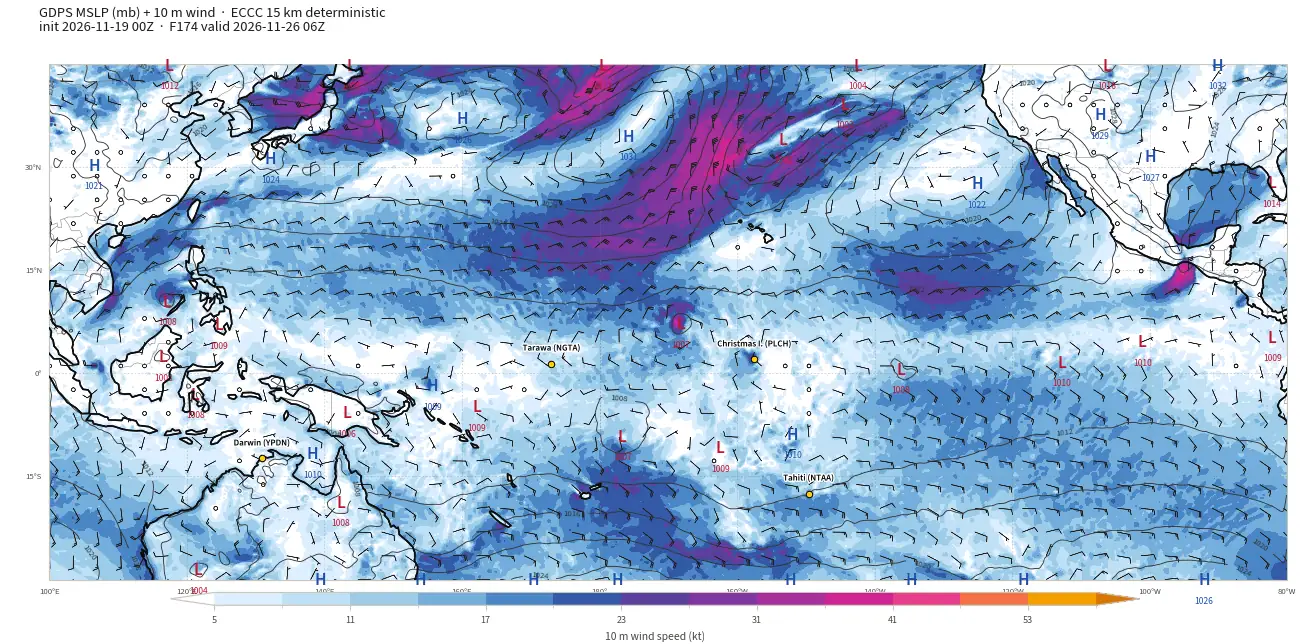 GDPS MSLP (mb) + 10 m wind · ECCC 15 km deterministic
init 2026-11-19 00Z · F174 valid 2026-11-26 06Z
L L L L L H
1012 1004 1032
H
1029
H H H H
1021 1024 1031 1027
30°N
L
H H L
1022 1014
1020
15°N
L
1008
L
1009
L
1010
L
1009
Tarawa (NGTA)
Christmas I. (PLCH)
L
L
1010
0°
L
1008
H
1009
L
1008
L
1006
L
1009
1008
Darwin (YPDN)
H
1010
L
L
1009
H
1010
1012
15°S
Tahiti (NTAA)
L
1008
L
1004
H H H H H H H H
1026
100°E 120°E 140°E 160°E 180° 160°W 140°W 120°W 100°W 80°W
5 11 17 23 31 41 53
10 m wind speed (kt)